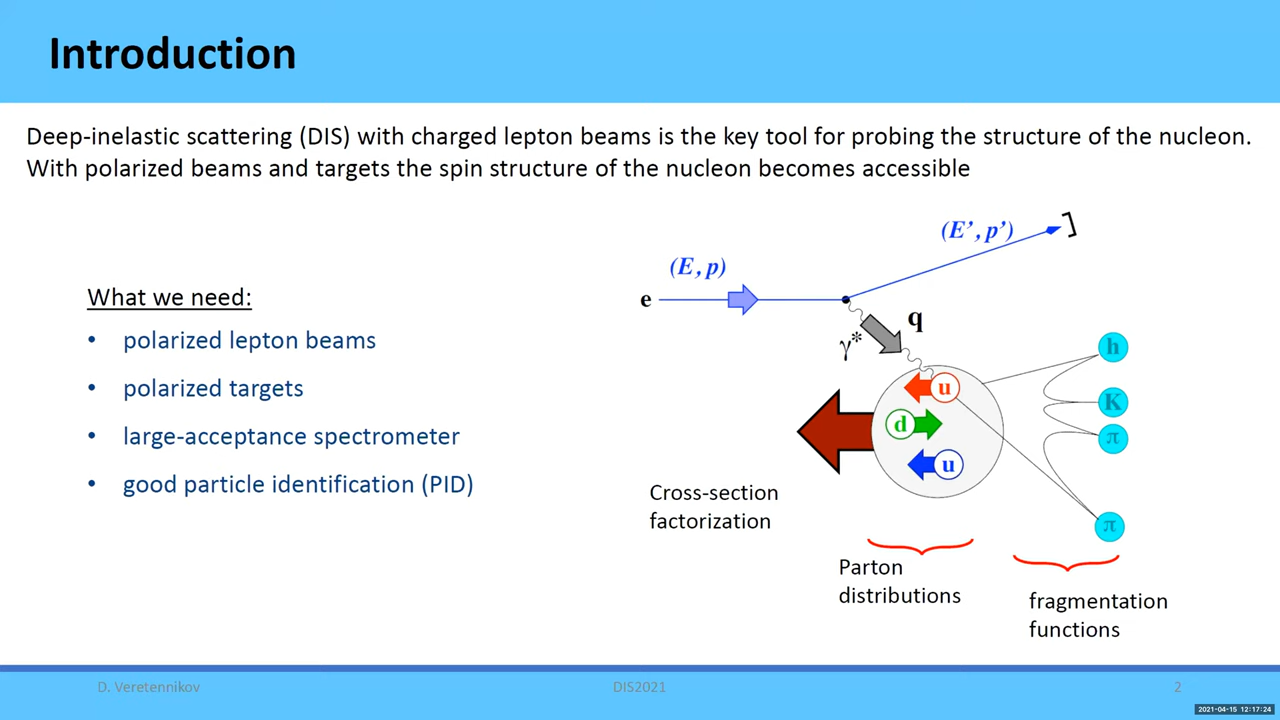 Introduction
Deep-inelastic scattering (DIS) with charged lepton beams is the key tool for probing the structure of the nucleon.
With polarized beams and targets the spin structure of the nucleon becomes accessible
What we need:
• polarized lepton beams
• polarized targets
• large-acceptance spectrometer
• good particle identification (PID)
(E, p)
(E’, p’)
e
q
γ*
u
d
u
h
K
π
π
Cross-section
factorization
Parton
distributions
fragmentation
functions
D. Veretennikov
DIS2021
2
2021-04-15 12:17:24